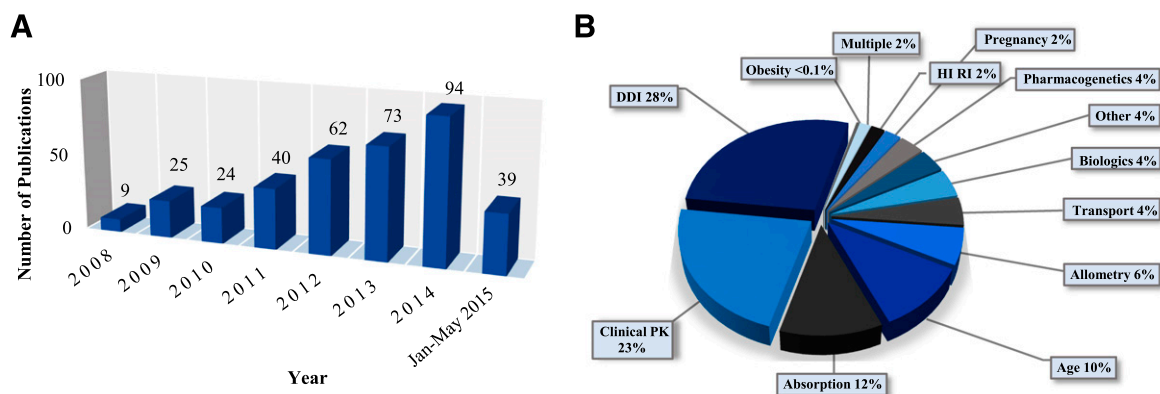 A
Number of Publications
100
50
0
9
25
24
40
62
73
94
39
2008
2009
2010
2011
2012
2013
2014
Jan-May 2015
Year
B
Multiple 2%
Pregnancy 2%
Obesity <0.1%
HI RI 2%
Pharmacogenetics 4%
DDI 28%
Other 4%
Biologics 4%
Transport 4%
Allometry 6%
Clinical PK
23%
Age 10%
Absorption 12%